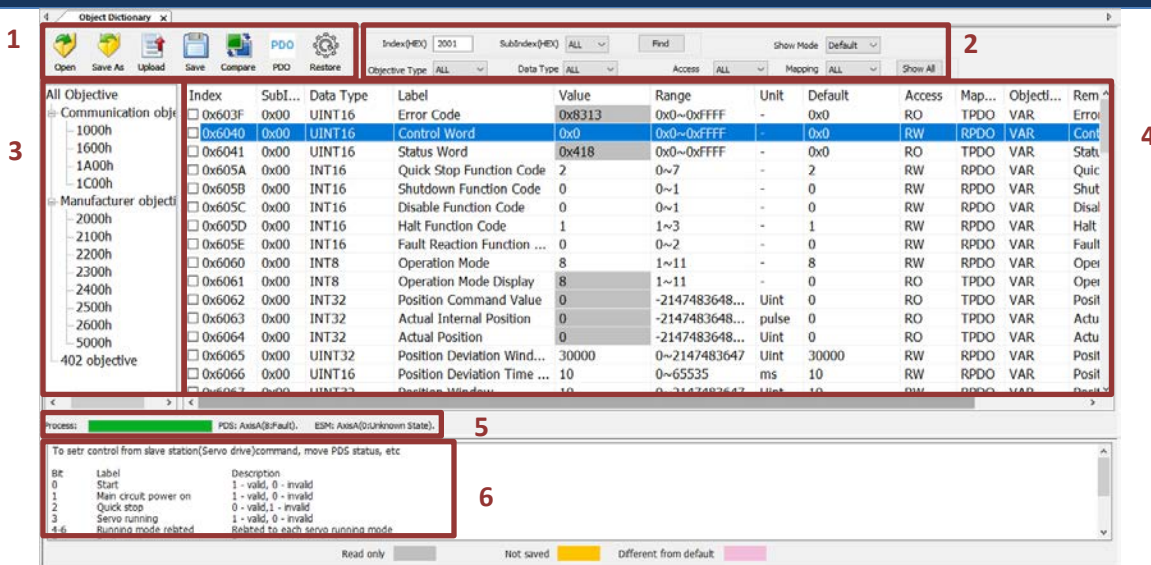 Object Dictionary x
1
Open Save As Upload Save Compare PDO PDO Restore
Index(HEX) 2001 SubIndex(HEX) ALL Find Show Mode Default
Objective Type ALL Data Type ALL Access ALL Mapping ALL Show All
2
3
All Objective
Communication obje
1000h
1600h
1A00h
1C00h
Manufacturer objecti
2000h
2100h
2200h
2300h
2400h
2500h
2600h
5000h
402 objective
4
Index SubI... Data Type Label Value Range Unit Default Access Map... Objecti... Rem
0x603F 0x00 UINT16 Error Code 0x8313 0x0~0xFFFF - 0x0 RO TPDO VAR Erro
0x6040 0x00 UINT16 Control Word 0x0 0x0~0xFFFF - 0x0 RW RPDO VAR Cont
0x6041 0x00 UINT16 Status Word 0x418 0x0~0xFFFF - 0x0 RO TPDO VAR Statu
0x605A 0x00 INT16 Quick Stop Function Code 2 0~7 - 2 RW RPDO VAR Quic
0x605B 0x00 INT16 Shutdown Function Code 0 0~1 - 0 RW RPDO VAR Shut
0x605C 0x00 INT16 Disable Function Code 0 0~1 - 0 RW RPDO VAR Disal
0x605D 0x00 INT16 Halt Function Code 1 1~3 - 1 RW RPDO VAR Halt
0x605E 0x00 INT16 Fault Reaction Function ... 0 0~2 - 0 RW RPDO VAR Fault
0x6060 0x00 INT8 Operation Mode 8 1~11 - 8 RW RPDO VAR Oper
0x6061 0x00 INT8 Operation Mode Display 8 1~11 - 0 RO TPDO VAR Oper
0x6062 0x00 INT32 Position Command Value 0 -2147483648... Uint 0 RO TPDO VAR Posit
0x6063 0x00 INT32 Actual Internal Position 0 -2147483648... pulse 0 RO TPDO VAR Actu
0x6064 0x00 INT32 Actual Position 0 -2147483648... Uint 0 RO TPDO VAR Actu
0x6065 0x00 UINT32 Position Deviation Wind... 30000 0~2147483647 Uint 30000 RW RPDO VAR Posit
0x6066 0x00 UINT16 Position Deviation Time ... 10 0~65535 ms 10 RW RPDO VAR Posit
0x6067 0x00 UINT32 Position Window 10 0~2147483647 Uint 10 RW RPDO VAR Posit
Process: PDS: AxisA(8:Fault). ESM: AxisA(0:Unknown State).
5
To setr control from slave station(Servo drive)command, move PDS status, etc
Bit Label Description
0 Start 1 - valid, 0 - invalid
1 Main circuit power on 1 - valid, 0 - invalid
2 Quick stop 0 - valid,1 - invalid
3 Servo running 1 - valid, 0 - invalid
4-6 Running mode related Related to each servo running mode
6
Read only Not saved Different from default